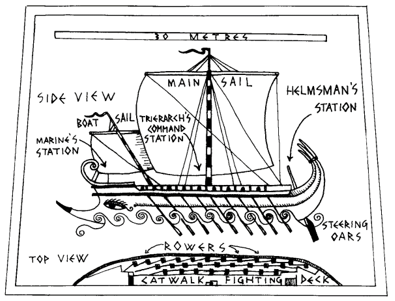 30 METRES
MAIN SAIL
SIDE VIEW
HELMSMAN'S
STATION
BOAT SAIL
TRIERARCH'S
COMMAND
STATION
MARINE'S
STATION
STEERING
OARS
ROWERS
TOP VIEW
CATWALK FIGHTING DECK